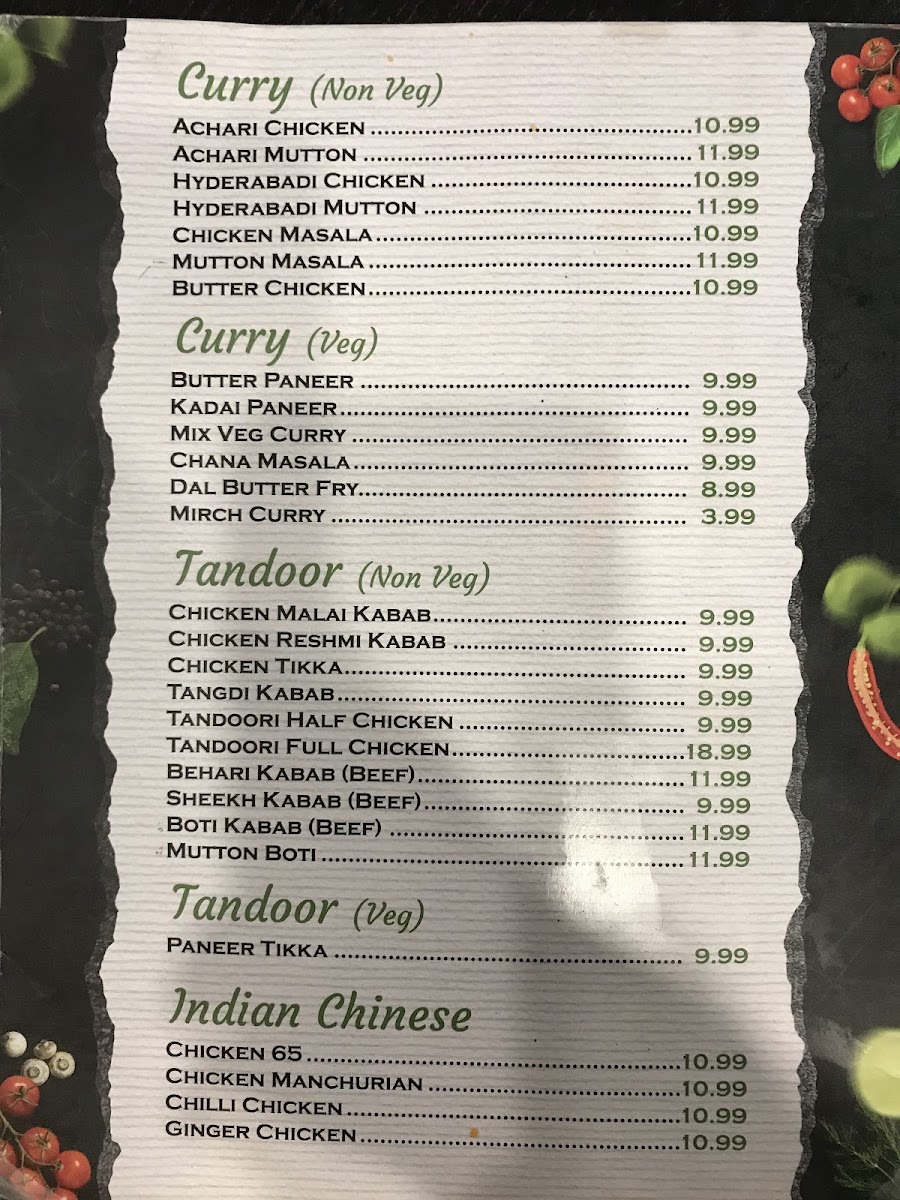 Curry (Non Veg)
Achari Chicken ................................................10.99
Achari Mutton ................................................. 11.99
Hyderabadi Chicken .......................................10.99
Hyderabadi Mutton ........................................ 11.99
Chicken Masala................................................10.99
Mutton Masala ................................................ 11.99
Butter Chicken.................................................10.99
Curry (Veg)
Butter Paneer ................................................. 9.99
Kadai Paneer.................................................... 9.99
Mix Veg Curry .................................................. 9.99
Chana Masala.................................................. 9.99
Dal Butter Fry................................................. 8.99
Mirch Curry ..................................................... 3.99
Tandoor (Non Veg)
Chicken Malai Kabab...................................... 9.99
Chicken Reshmi Kabab ................................... 9.99
Chicken Tikka................................................... 9.99
Tangdi Kabab.................................................... 9.99
Tandoori Half Chicken .................................. 9.99
Tandoori Full Chicken...................................18.99
Behari Kabab (Beef)........................................ 11.99
Sheekh Kabab (Beef)....................................... 9.99
Boti Kabab (Beef) ............................................ 11.99
Mutton Boti ...................................................... 11.99
Tandoor (Veg)
Paneer Tikka .................................................... 9.99
Indian Chinese
Chicken 65........................................................10.99
Chicken Manchurian ......................................10.99
Chilli Chicken..................................................10.99
Ginger Chicken................................................10.99